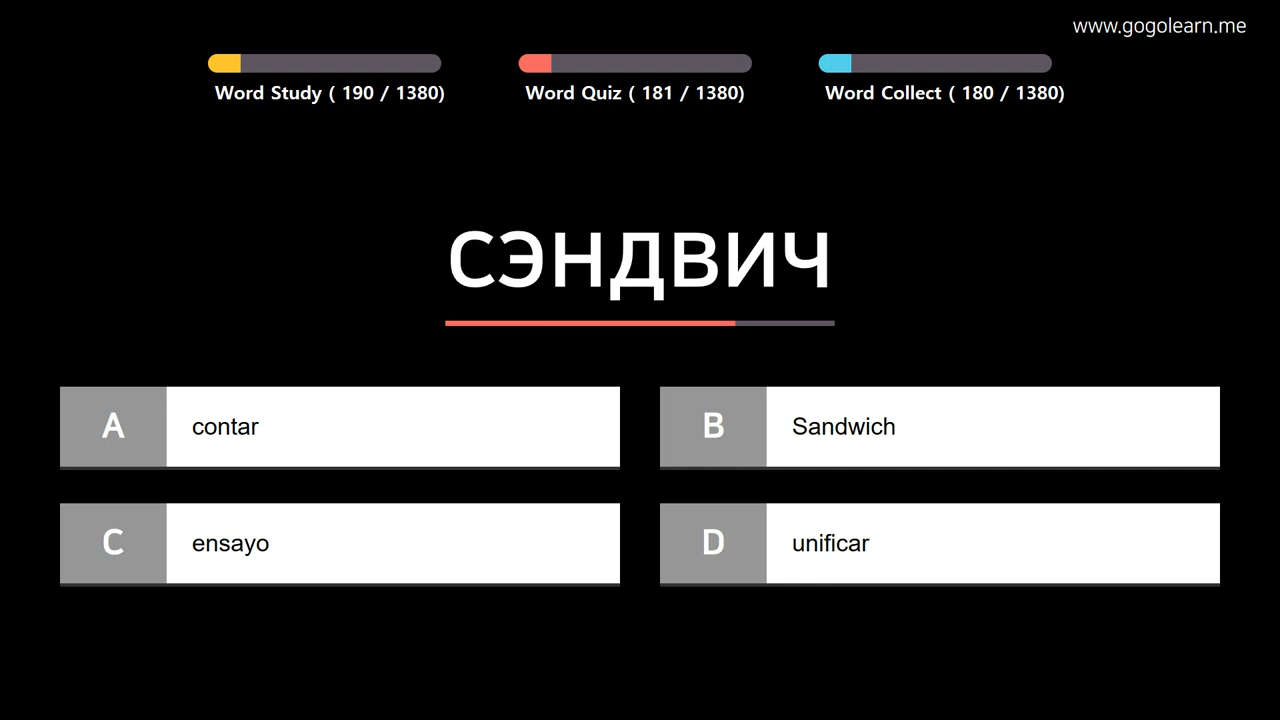 www.gogolearn.me
Word Study ( 190 / 1380)
Word Quiz ( 181 / 1380)
Word Collect ( 180 / 1380)
СЭНДВИЧ
A contar
B Sandwich
C ensayo
D unificar